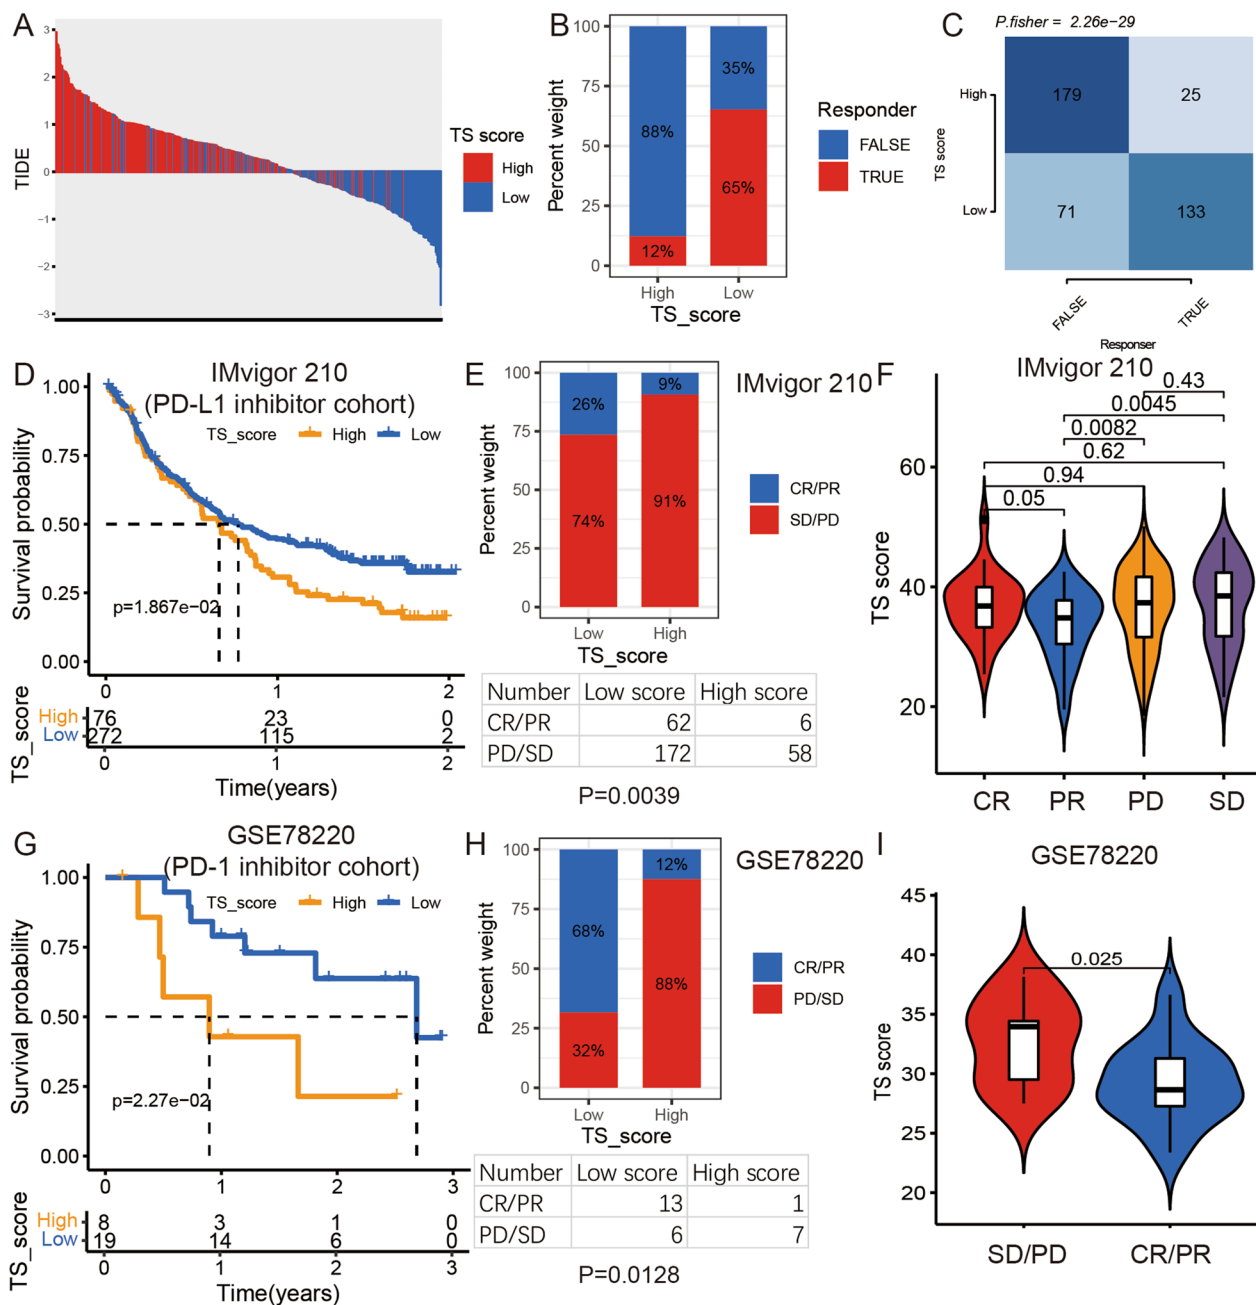 A
3
2
1
0
−1
−2
−3
TIDE
TS score
High
Low
B
100
75
50
25
0
Percent weight
88%
12%
35%
65%
High
Low
TS_score
Responder
FALSE
TRUE
C
P.fisher = 2.26e−29
High
Low
TS score
179
25
71
133
FALSE
TRUE
Responser
D
IMvigor 210
(PD-L1 inhibitor cohort)
TS_score
High
Low
1.00
0.75
0.50
0.25
0.00
Survival probability
p=1.867e−02
0
1
2
TS_score
High
76
23
0
Low
272
115
2
0
1
2
Time(years)
E
IMvigor 210
100
75
50
25
0
Percent weight
26%
74%
9%
91%
Low
High
TS_score
CR/PR
SD/PD
Number Low score High score
CR/PR 62 6
PD/SD 172 58
P=0.0039
F
IMvigor 210
0.43
0.0045
0.0082
0.62
0.94
0.05
60
40
20
TS score
CR
PR
PD
SD
G
GSE78220
(PD-1 inhibitor cohort)
TS_score
High
Low
1.00
0.75
0.50
0.25
0.00
Survival probability
p=2.27e−02
0
1
2
3
TS_score
High
8
3
1
0
Low
19
14
6
0
0
1
2
3
Time(years)
H
GSE78220
100
75
50
25
0
Percent weight
68%
32%
12%
88%
Low
High
TS_score
CR/PR
PD/SD
Number Low score High score
CR/PR 13 1
PD/SD 6 7
P=0.0128
I
GSE78220
45
40
35
30
25
20
TS score
0.025
SD/PD
CR/PR